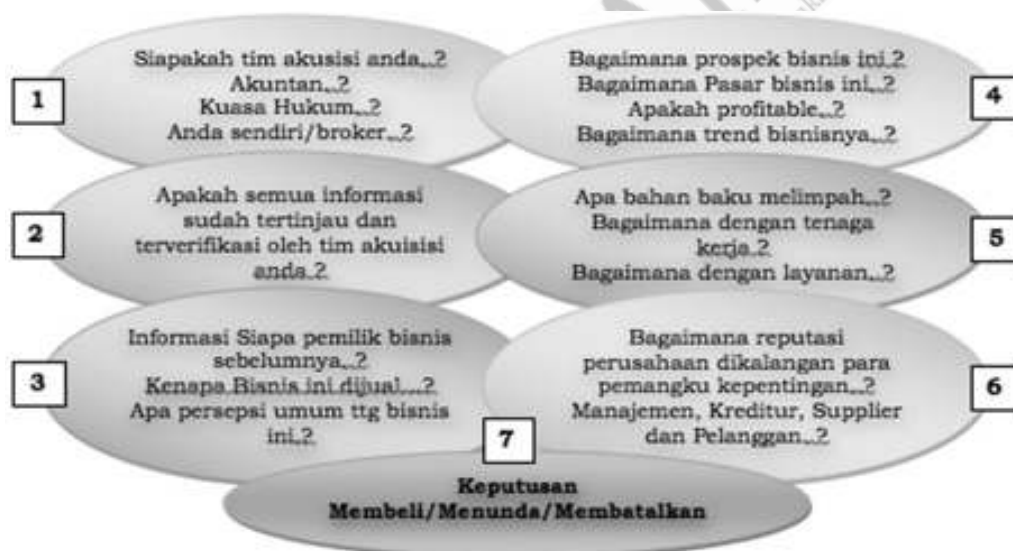 1
Siapakah tim akusisi anda...?
Akuntan...?
Kuasa Hukum...?
Anda sendiri/broker...?
2
Apakah semua informasi
sudah tertinjau dan
terverifikasi oleh tim akuisisi
anda..?
3
Informasi Siapa pemilik bisnis
sebelumnya...?
Kenapa Bisnis ini dijual....?
Apa persepsi umum ttg bisnis
ini..?
Bagaimana prospek bisnis ini.?
Bagaimana Pasar bisnis ini...?
Apakah profitable...?
Bagaimana trend bisnisnya...?
4
Apa bahan baku melimpah...?
Bagaimana dengan tenaga
kerja..?
Bagaimana dengan layanan...?
5
Bagaimana reputasi
perusahaan dikalangan para
pemangku kepentingan...?
Manajemen, Kreditur, Supplier
dan Pelanggan...?
6
7
Keputusan
Membeli/Menunda/Membatalkan